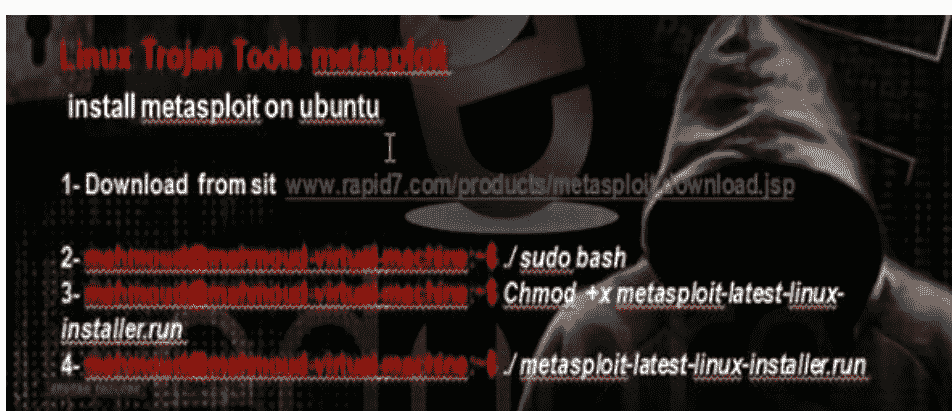 Linux Trojan Tools metasploit
install metasploit on ubuntu
1- Download from sit www.rapid7.com/products/metasploit/download.jsp
2- mahmoud@mahmoud-virtual-machine:~$ ./ sudo bash
3- mahmoud@mahmoud-virtual-machine:~$ Chmod +x metasploit-latest-linux-
installer.run
4- mahmoud@mahmoud-virtual-machine:~$ ./ metasploit-latest-linux-installer.run